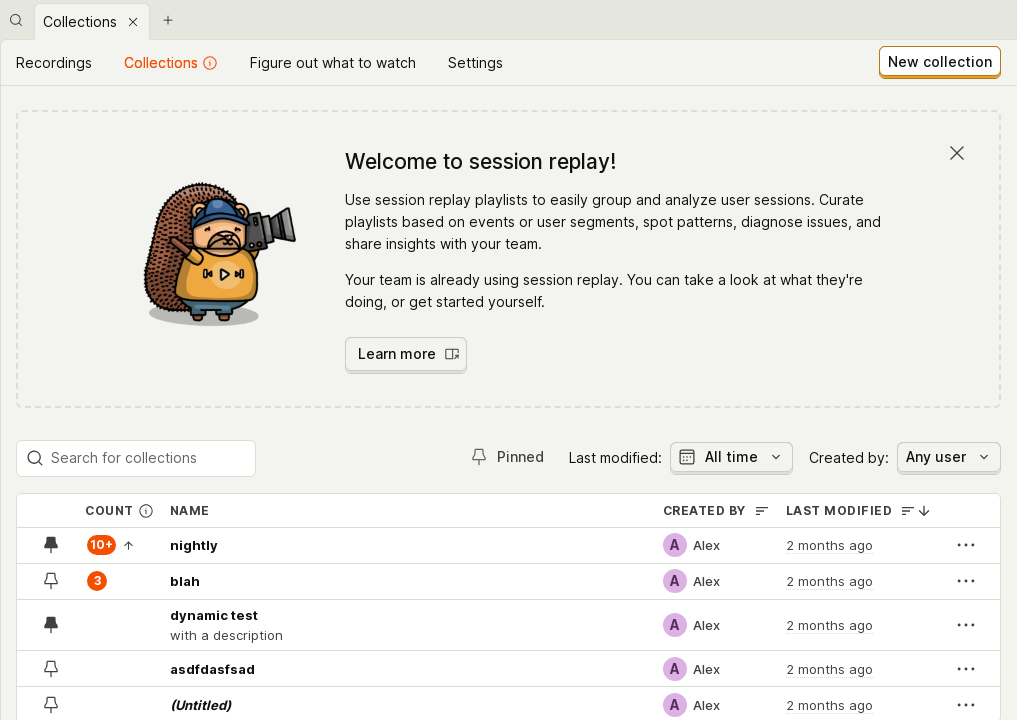 Collections
Recordings
Collections
Figure out what to watch
Settings
New collection
Welcome to session replay!
Use session replay playlists to easily group and analyze user sessions. Curate
playlists based on events or user segments, spot patterns, diagnose issues, and
share insights with your team.
Your team is already using session replay. You can take a look at what they're
doing, or get started yourself.
Learn more
Search for collections
Pinned
Last modified:
All time
Created by:
Any user
COUNT
NAME
CREATED BY
LAST MODIFIED
10+ nightly A Alex 2 months ago
3 blah A Alex 2 months ago
dynamic test
with a description
A Alex 2 months ago
asdfdasfsad A Alex 2 months ago
(Untitled) A Alex 2 months ago